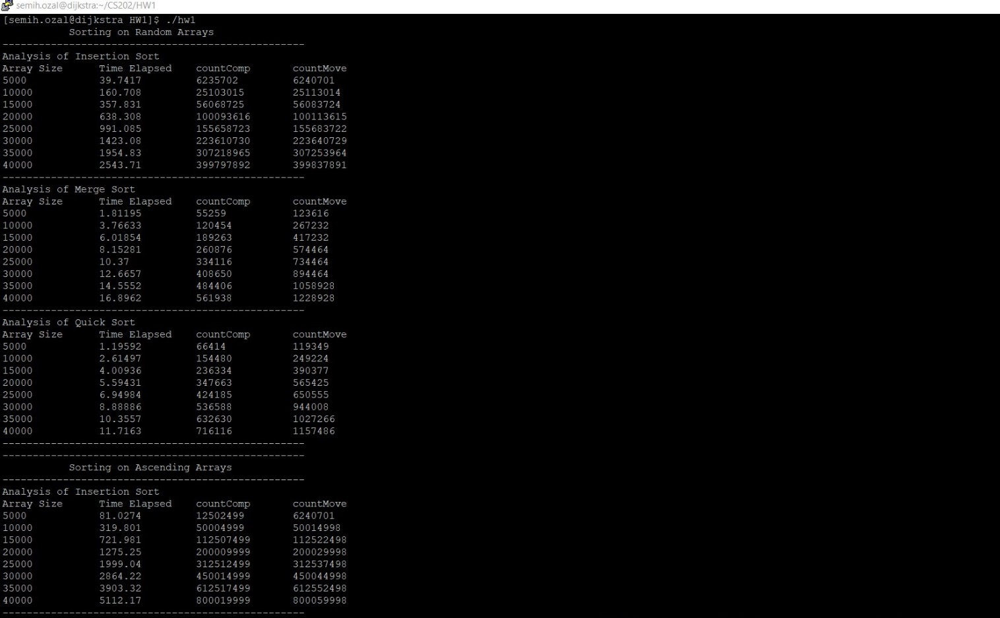 semih.ozal@dijkstra:~/CS202/HW1
[semih.ozal@dijkstra HW1]$ ./hw1
Sorting on Random Arrays
--------------------------------------------------
Analysis of Insertion Sort
Array Size Time Elapsed countComp countMove
5000 39.7417 6235702 6240701
10000 160.708 25103015 25113014
15000 357.831 56068725 56083724
20000 638.308 100093616 100113615
25000 991.085 155658723 155683722
30000 1423.08 223610730 223640729
35000 1954.83 307218965 307253964
40000 2543.71 399797892 399837891
--------------------------------------------------
Analysis of Merge Sort
Array Size Time Elapsed countComp countMove
5000 1.81195 55259 123616
10000 3.76633 120454 267232
15000 6.01854 189263 417232
20000 8.15281 260876 574464
25000 10.37 334116 734464
30000 12.6657 408650 894464
35000 14.5552 484406 1058928
40000 16.8962 561938 1228928
--------------------------------------------------
Analysis of Quick Sort
Array Size Time Elapsed countComp countMove
5000 1.19592 66414 119349
10000 2.61497 154480 249224
15000 4.00936 236334 390377
20000 5.59431 347663 565425
25000 6.94984 424185 650555
30000 8.88886 536588 944008
35000 10.3557 632630 1027266
40000 11.7163 716116 1157486
--------------------------------------------------
--------------------------------------------------
Sorting on Ascending Arrays
--------------------------------------------------
Analysis of Insertion Sort
Array Size Time Elapsed countComp countMove
5000 81.0274 12502499 6240701
10000 319.801 50004999 50014998
15000 721.981 112507499 112522498
20000 1275.25 200009999 200029998
25000 1999.04 312512499 312537498
30000 2864.22 450014999 450044998
35000 3903.32 612517499 612552498
40000 5112.17 800019999 800059998
--------------------------------------------------